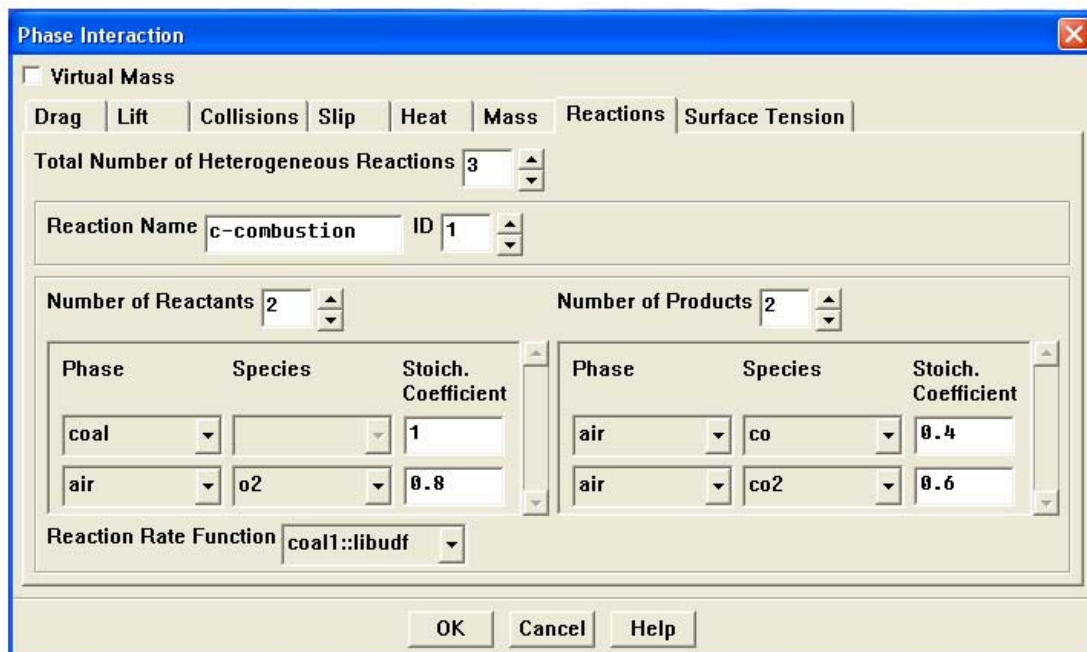 Phase Interaction
Virtual Mass
Drag Lift Collisions Slip Heat Mass Reactions Surface Tension
Total Number of Heterogeneous Reactions 3
Reaction Name c-combustion ID 1
Number of Reactants 2 Number of Products 2
Phase Species Stoich. Coefficient Phase Species Stoich. Coefficient
coal 1 air co 0.4
air o2 0.8 air co2 0.6
Reaction Rate Function coal1::libudf
OK Cancel Help